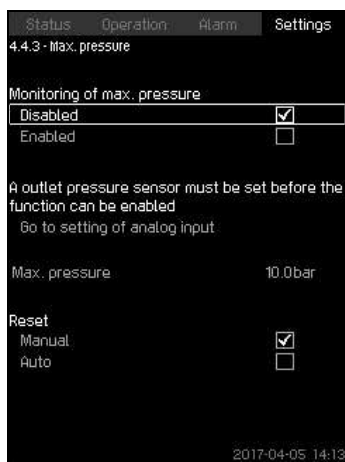 Status Operation Alarm Settings
4.4.3 - Max. pressure
Monitoring of max. pressure
Disabled
Enabled
A outlet pressure sensor must be set before the
function can be enabled
Go to setting of analog input
Max. pressure 10.0bar
Reset
Manual
Auto
2017-04-05 14:13